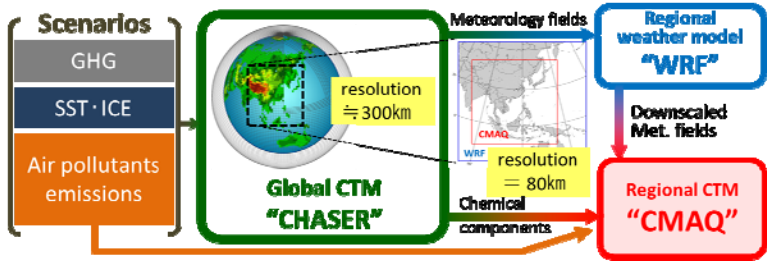 Scenarios
GHG
SST・ICE
Air pollutants
emissions
resolution
≒300㎞
Global CTM
“CHASER”
Meteorology fields
CMAQ
WRF
resolution
＝ 80㎞
Chemical
components
Regional
weather model
“WRF”
Downscaled
Met. fields
Regional CTM
“CMAQ”